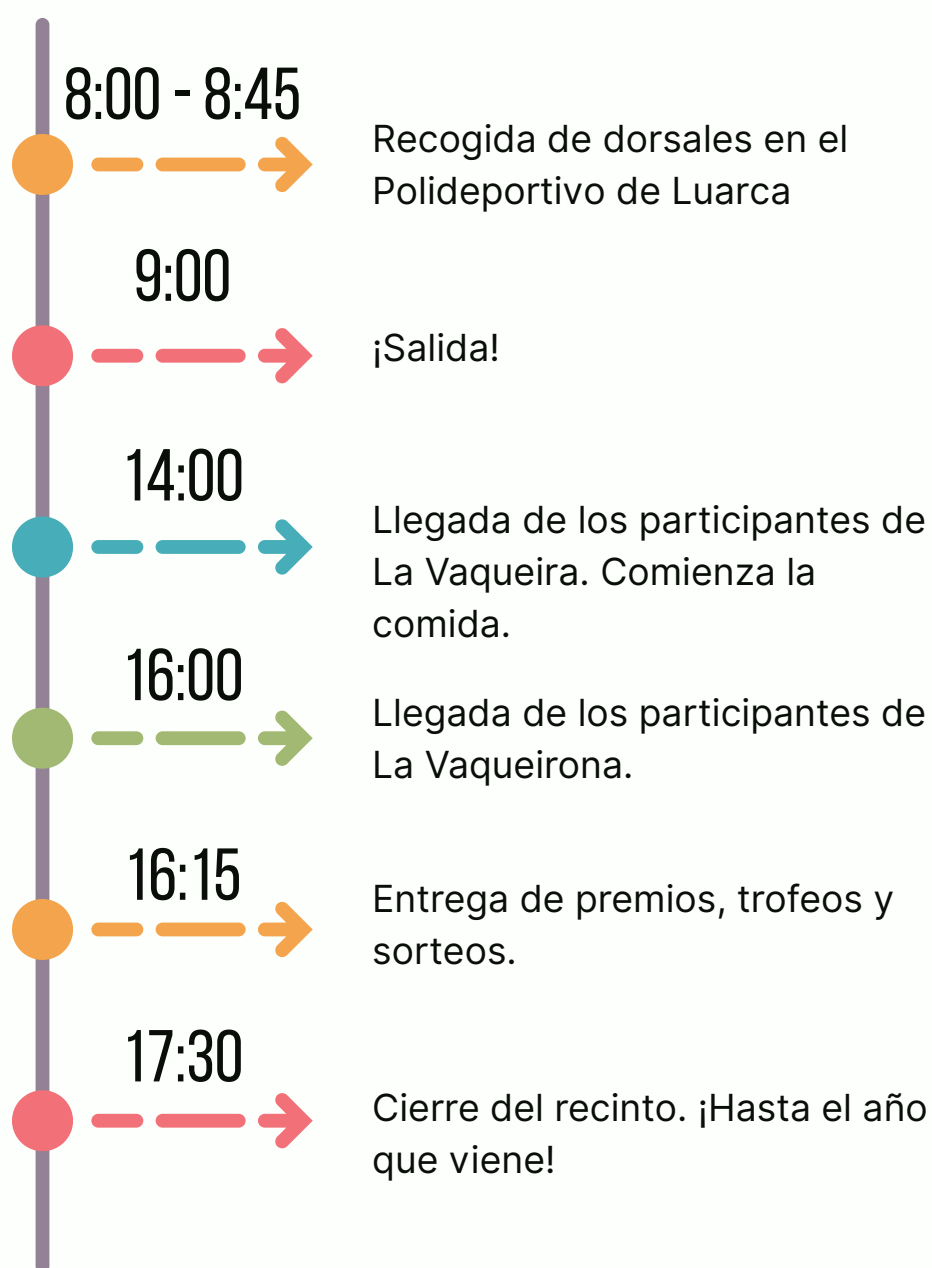 8:00 - 8:45
Recogida de dorsales en el
Polideportivo de Luarca
9:00
¡Salida!
14:00
Llegada de los participantes de
La Vaqueira. Comienza la
comida.
16:00
Llegada de los participantes de
La Vaqueirona.
16:15
Entrega de premios, trofeos y
sorteos.
17:30
Cierre del recinto. ¡Hasta el año
que viene!